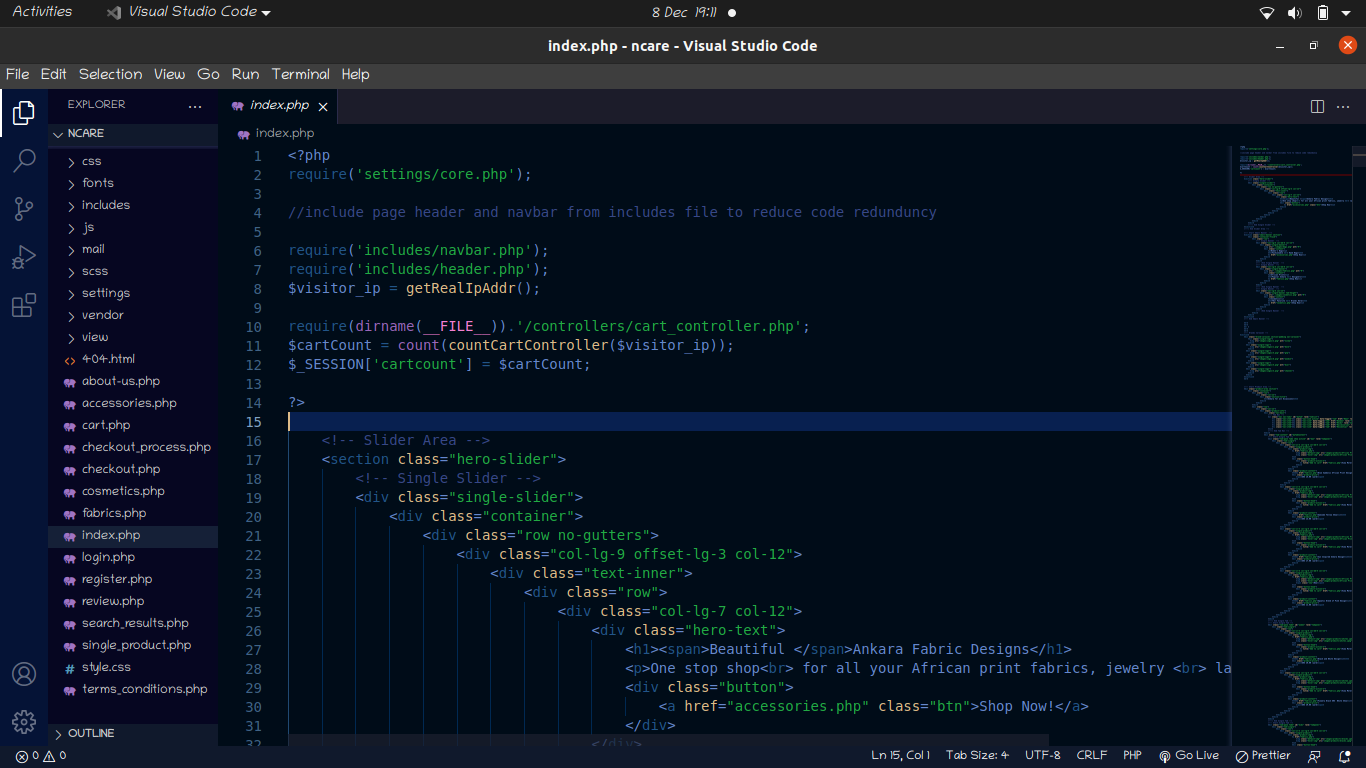 Activities
Visual Studio Code
8 Dec 19:11
index.php - ncare - Visual Studio Code
File Edit Selection View Go Run Terminal Help
EXPLORER
NCARE
css
fonts
includes
js
mail
scss
settings
vendor
view
404.html
about-us.php
accessories.php
cart.php
checkout_process.php
checkout.php
cosmetics.php
fabrics.php
index.php
login.php
register.php
review.php
search_results.php
single_product.php
style.css
terms_conditions.php
OUTLINE
index.php
index.php
1 <?php
2 require('settings/core.php');
3
4 //include page header and navbar from includes file to reduce code redunduncy
5
6 require('includes/navbar.php');
7 require('includes/header.php');
8 $visitor_ip = getRealIpAddr();
9
10 require(dirname(__FILE__)).'/controllers/cart_controller.php';
11 $cartCount = count(countCartController($visitor_ip));
12 $_SESSION['cartcount'] = $cartCount;
13
14 ?>
15
16 <!-- Slider Area -->
17 <section class="hero-slider">
18 <!-- Single Slider -->
19 <div class="single-slider">
20 <div class="container">
21 <div class="row no-gutters">
22 <div class="col-lg-9 offset-lg-3 col-12">
23 <div class="text-inner">
24 <div class="row">
25 <div class="col-lg-7 col-12">
26 <div class="hero-text">
27 <h1><span>Beautiful </span>Ankara Fabric Designs</h1>
28 <p>One stop shop<br> for all your African print fabrics, jewelry <br> la
29 <div class="button">
30 <a href="accessories.php" class="btn">Shop Now!</a>
31 </div>
32 </div>
0 0
Ln 15, Col 1 Tab Size: 4 UTF-8 CRLF PHP Go Live Prettier